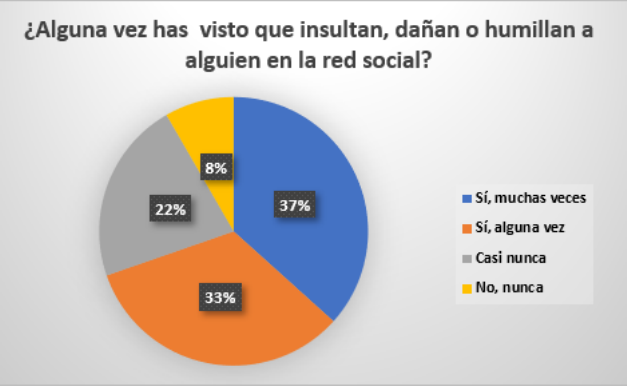 ¿Alguna vez has visto que insultan, dañan o humillan a
alguien en la red social?
8%
37%
22%
33%
Sí, muchas veces
Sí, alguna vez
Casi nunca
No, nunca